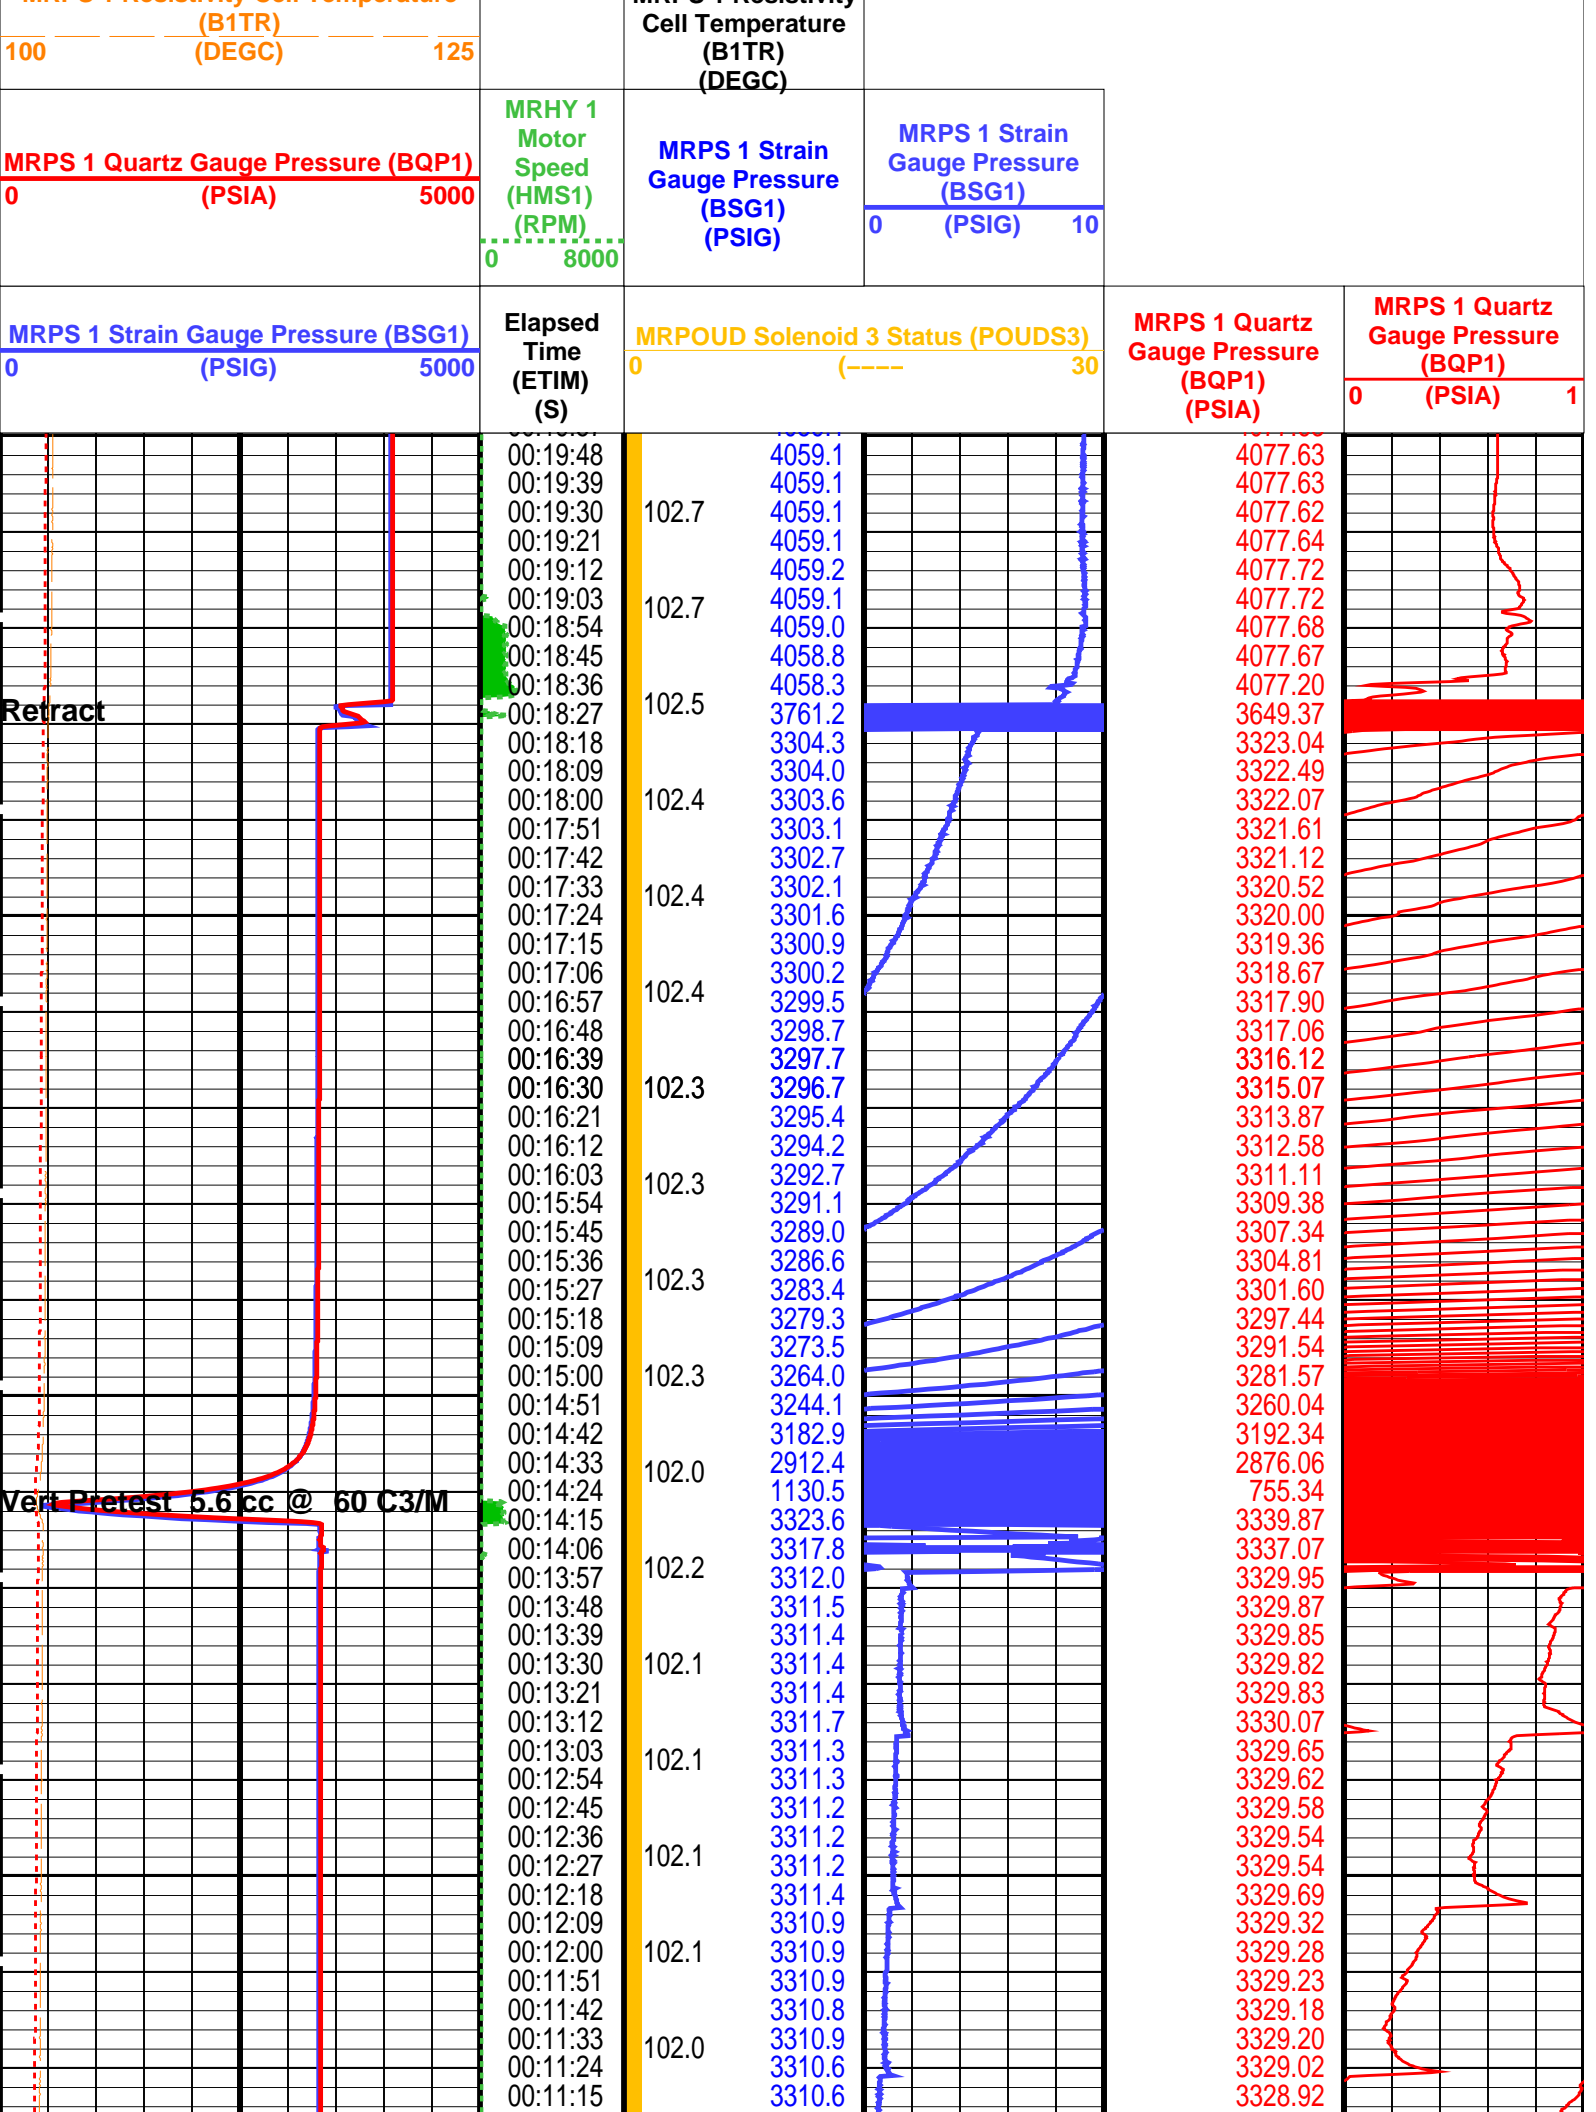 MRPS 1 Resistivity Cell Temperature
(B1TR)
100 (DEGC) 125
MRPS 1 Resistivity
Cell Temperature
(B1TR)
(DEGC)
MRPS 1 Quartz Gauge Pressure (BQP1)
0 (PSIA) 5000
MRHY 1
Motor
Speed
(HMS1)
(RPM)
0 8000
MRPS 1 Strain
Gauge Pressure
(BSG1)
(PSIG)
MRPS 1 Strain
Gauge Pressure
(BSG1)
0 (PSIG) 10
MRPS 1 Strain Gauge Pressure (BSG1)
0 (PSIG) 5000
Elapsed
Time
(ETIM)
(S)
MRPOUD Solenoid 3 Status (POUDS3)
0 (---- 30
MRPS 1 Quartz
Gauge Pressure
(BQP1)
(PSIA)
MRPS 1 Quartz
Gauge Pressure
(BQP1)
0 (PSIA) 1
00:19:48 4059.1 4077.63
00:19:39 4059.1 4077.63
00:19:30 102.7 4059.1 4077.62
00:19:21 4059.1 4077.64
00:19:12 4059.2 4077.72
00:19:03 102.7 4059.1 4077.72
00:18:54 4059.0 4077.68
00:18:45 4058.8 4077.67
00:18:36 102.5 4058.3 4077.20
Retract 00:18:27 3761.2 3649.37
00:18:18 3304.3 3323.04
00:18:09 3304.0 3322.49
00:18:00 102.4 3303.6 3322.07
00:17:51 3303.1 3321.61
00:17:42 3302.7 3321.12
00:17:33 102.4 3302.1 3320.52
00:17:24 3301.6 3320.00
00:17:15 3300.9 3319.36
00:17:06 3300.2 3318.67
00:16:57 102.4 3299.5 3317.90
00:16:48 3298.7 3317.06
00:16:39 3297.7 3316.12
00:16:30 102.3 3296.7 3315.07
00:16:21 3295.4 3313.87
00:16:12 3294.2 3312.58
00:16:03 102.3 3292.7 3311.11
00:15:54 3291.1 3309.38
00:15:45 3289.0 3307.34
00:15:36 3286.6 3304.81
00:15:27 102.3 3283.4 3301.60
00:15:18 3279.3 3297.44
00:15:09 3273.5 3291.54
00:15:00 102.3 3264.0 3281.57
00:14:51 3244.1 3260.04
00:14:42 3182.9 3192.34
00:14:33 102.0 2912.4 2876.06
00:14:24 1130.5 755.34
Vert Pretest 5.6 cc @ 60 C3/M
00:14:15 3323.6 3339.87
00:14:06 3317.8 3337.07
00:13:57 102.2 3312.0 3329.95
00:13:48 3311.5 3329.87
00:13:39 3311.4 3329.85
00:13:30 102.1 3311.4 3329.82
00:13:21 3311.4 3329.83
00:13:12 3311.7 3330.07
00:13:03 102.1 3311.3 3329.65
00:12:54 3311.3 3329.62
00:12:45 3311.2 3329.58
00:12:36 3311.2 3329.54
00:12:27 102.1 3311.2 3329.54
00:12:18 3311.4 3329.69
00:12:09 3310.9 3329.32
00:12:00 102.1 3310.9 3329.28
00:11:51 3310.9 3329.23
00:11:42 3310.8 3329.18
00:11:33 102.0 3310.9 3329.20
00:11:24 3310.6 3329.02
00:11:15 3310.6 3328.92